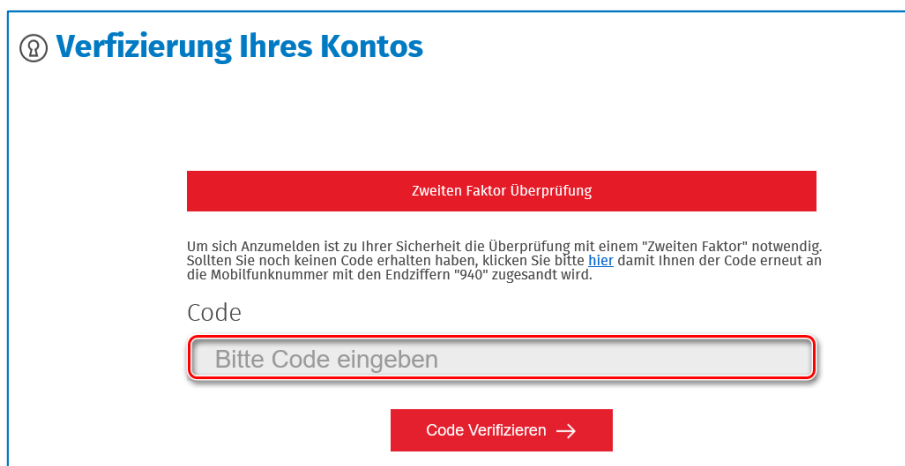 Verfizierung Ihres Kontos
Zweiten Faktor Überprüfung
Um sich Anzumelden ist zu Ihrer Sicherheit die Überprüfung mit einem "Zweiten Faktor" notwendig.
Sollten Sie noch keinen Code erhalten haben, klicken Sie bitte hier damit Ihnen der Code erneut an
die Mobilfunknummer mit den Endziffern "940" zugesandt wird.
Code
Bitte Code eingeben
Code Verifizieren →